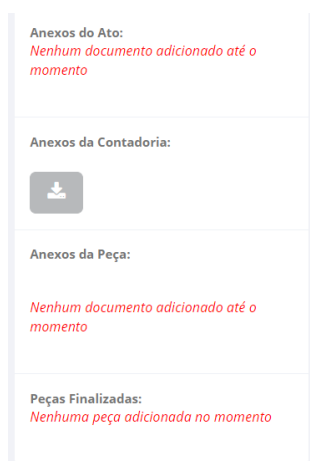 Anexos do Ato:
Nenhum documento adicionado até o
momento
Anexos da Contadoria:
Anexos da Peça:
Nenhum documento adicionado até o
momento
Peças Finalizadas:
Nenhuma peça adicionada no momento